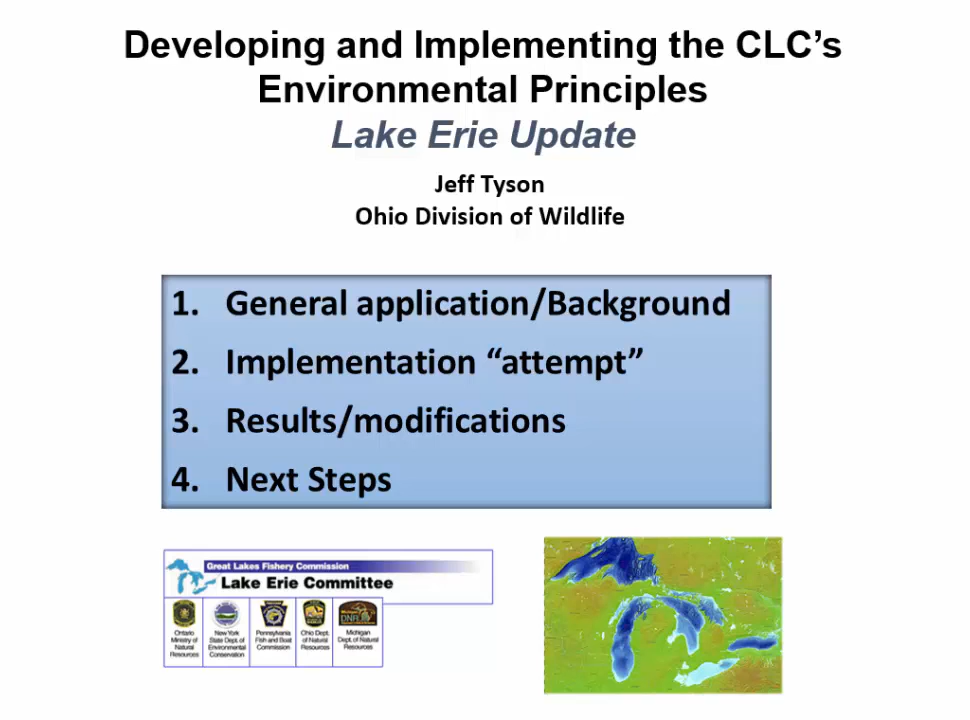 Developing and Implementing the CLC’s
Environmental Principles
Lake Erie Update
Jeff Tyson
Ohio Division of Wildlife
1. General application/Background
2. Implementation “attempt”
3. Results/modifications
4. Next Steps
Great Lakes Fishery Commission
Lake Erie Committee
Ontario
Ministry of
Natural
Resources
New York
State Dept. of
Environmental
Conservation
Pennsylvania
Fish and Boat
Commission
Ohio Dept.
of Natural
Resources
Michigan
Dept. of Natural
Resources